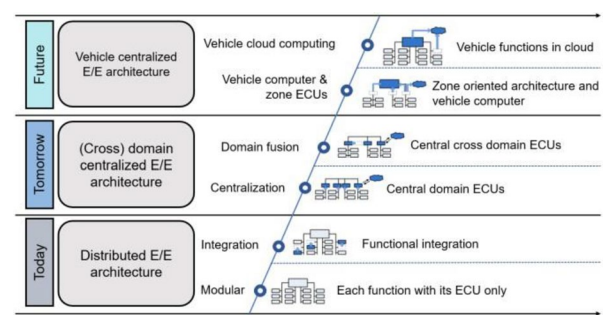 Future
Vehicle centralized
E/E architecture
Vehicle cloud computing
Vehicle functions in cloud
Vehicle computer &
zone ECUs
Zone oriented architecture and
vehicle computer
Tomorrow
(Cross) domain
centralized E/E
architecture
Domain fusion
Central cross domain ECUs
Centralization
Central domain ECUs
Today
Distributed E/E
architecture
Integration
Functional integration
Modular
Each function with its ECU only